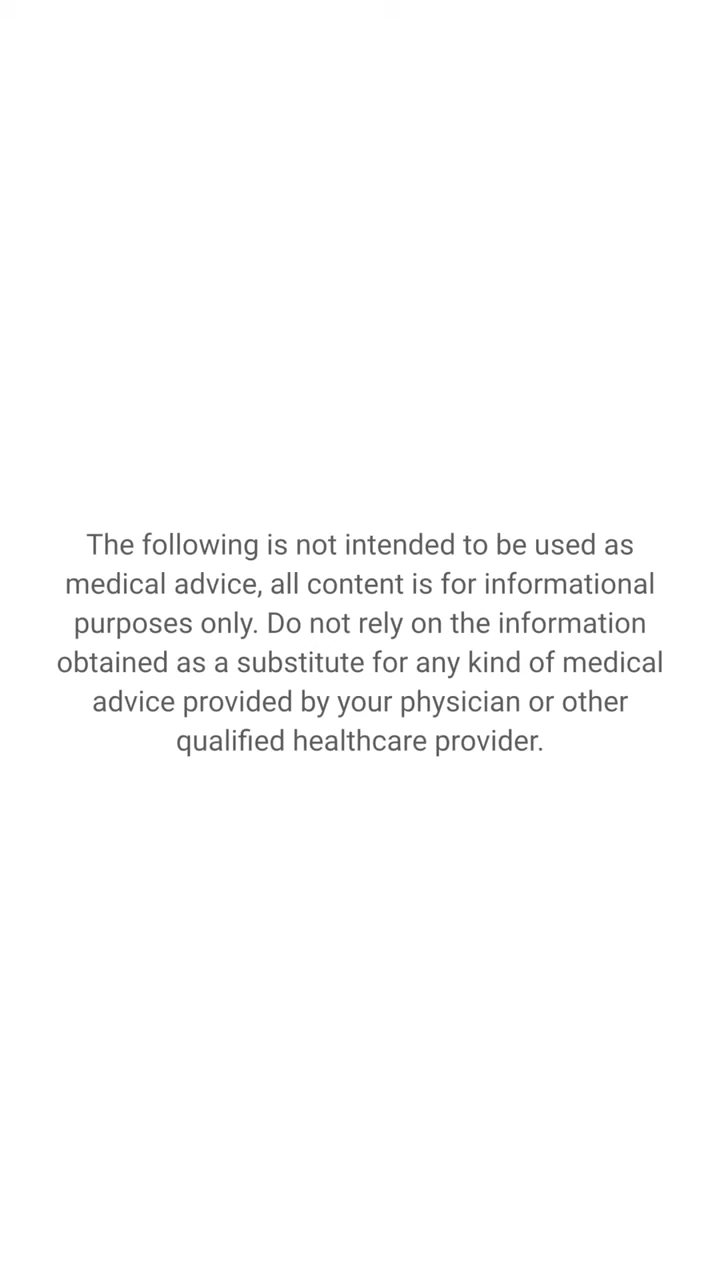 The following is not intended to be used as
medical advice, all content is for informational
purposes only. Do not rely on the information
obtained as a substitute for any kind of medical
advice provided by your physician or other
qualified healthcare provider.